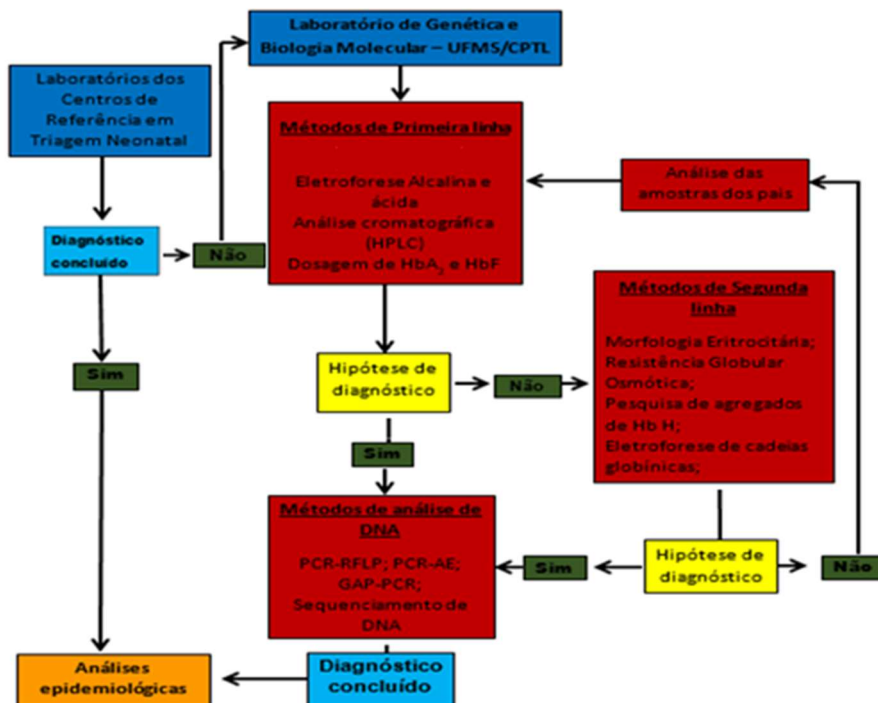 Laboratório de Genética e
Biologia Molecular – UFMS/CPTL
Laboratórios dos
Centros de
Referência em
Triagem Neonatal
Métodos de Primeira linha
Eletroforese Alcalina e
ácida
Análise cromatográfica
(HPLC)
Dosagem de HbA2 e HbF
Análise das
amostras dos pais
Diagnóstico
concluído
Não
Métodos de Segunda
linha
Morfologia Eritrocitária;
Resistência Globular
Osmótica;
Pesquisa de agregados
de Hb H;
Eletroforese de cadeias
globínicas;
Sim
Hipótese de
diagnóstico
Não
Sim
Métodos de análise de
DNA
PCR-RFLP; PCR-AE;
GAP-PCR;
Sequenciamento de
DNA
Sim
Hipótese de
diagnóstico
Não
Análises
epidemiológicas
Diagnóstico
concluído